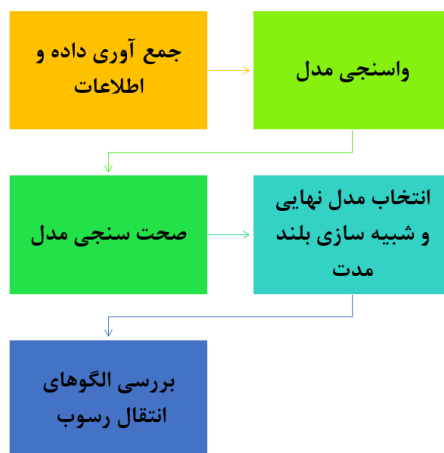 جمع آوری داده و
اطلاعات
واسنجی مدل
صحت سنجی مدل
انتخاب مدل نهایی
و شبیه سازی بلند
مدت
بررسی الگوهای
انتقال رسوب